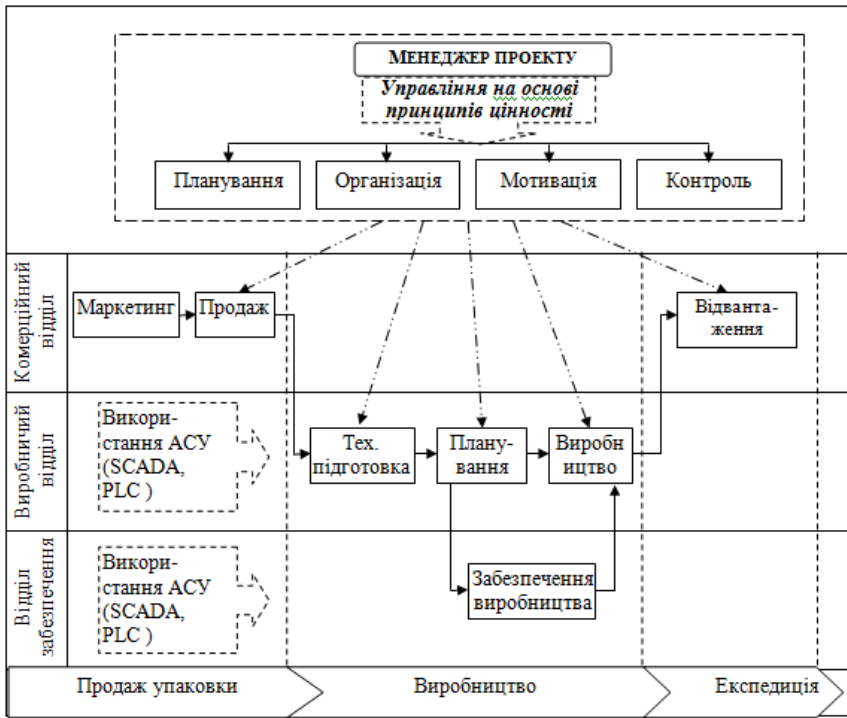 МЕНЕДЖЕР ПРОЕКТУ
Управління на основі
принципів цінності
Планування
Організація
Мотивація
Контроль
Комерційний
відділ
Маркетинг
Продаж
Відванта-
ження
Виробничий
відділ
Викори-
стання АСУ
(SCADA,
PLC )
Тех.
підготовка
Плану-
вання
Виробн
ицтво
Відділ
забезпечення
Викори-
стання АСУ
(SCADA,
PLC )
Забезпечення
виробництва
Продаж упаковки
Виробництво
Експедиція